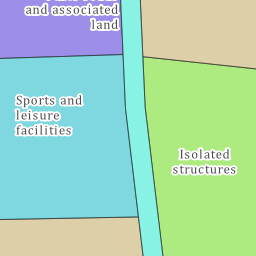 and associated
land
Sports and
leisure
facilities
Isolated
structures